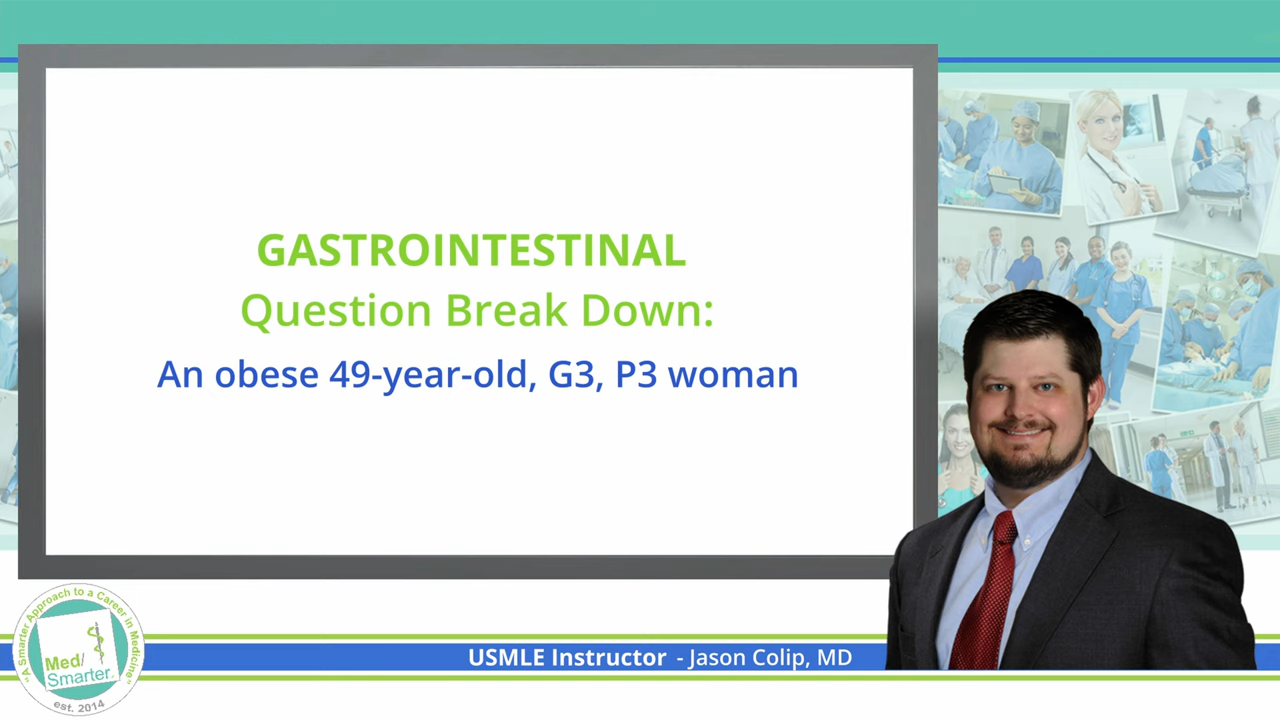 GASTROINTESTINAL
Question Break Down:
An obese 49-year-old, G3, P3 woman
USMLE Instructor - Jason Colip, MD
"A Smarter Approach to a Career in Medicine"
Med/
Smarter
est. 2014